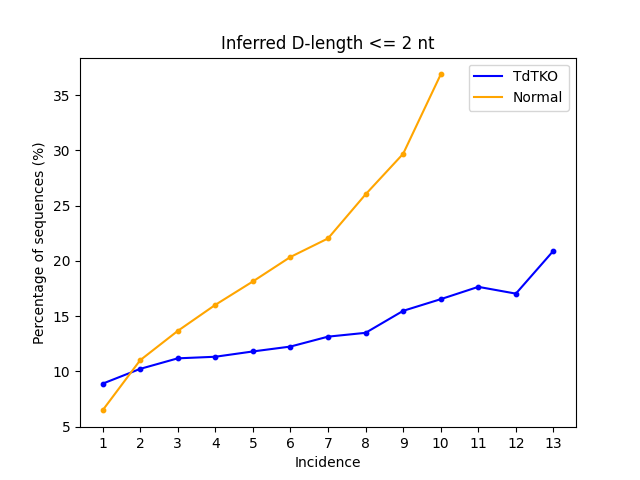 Inferred D-length <= 2 nt
TdTKO
Normal
Percentage of sequences (%)
35
30
25
20
15
10
5
1 2 3 4 5 6 7 8 9 10 11 12 13
Incidence